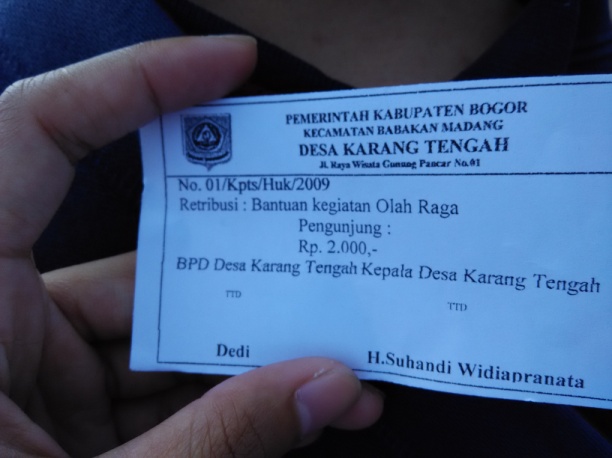 PEMERINTAH KABUPATEN BOGOR
KECAMATAN BABAKAN MADANG
DESA KARANG TENGAH
Jl. Raya Wisata Gunung Pancar No.01
No. 01/Kpts/Huk/2009
Retribusi : Bantuan kegiatan Olah Raga
Pengunjung :
Rp. 2.000,-
BPD Desa Karang Tengah Kepala Desa Karang Tengah
TTD TTD
Dedi H.Suhandi Widiapranata